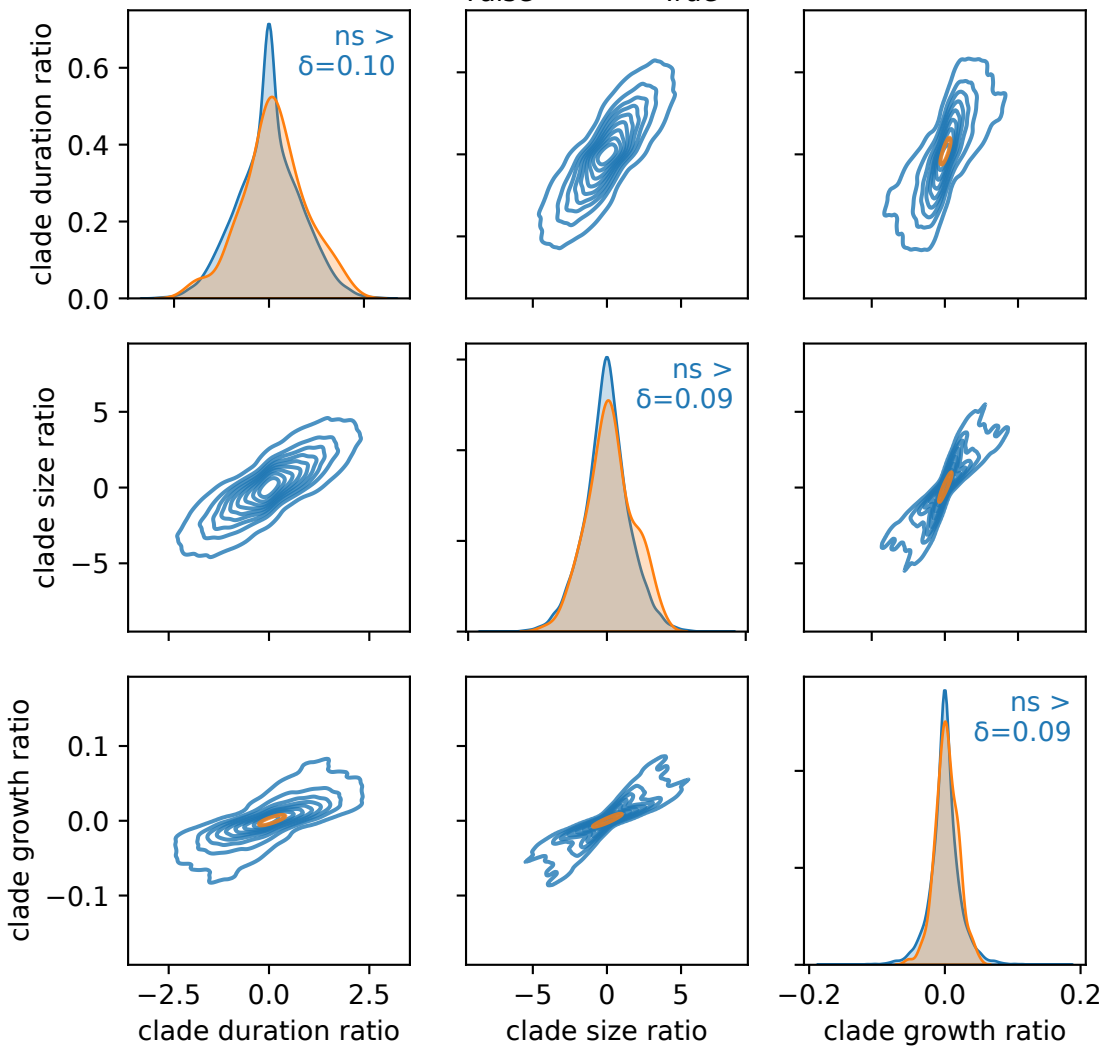 clade duration ratio
0.6
0.4
0.2
0.0
ns >
δ=0.10
clade size ratio
5
0
−5
ns >
δ=0.09
clade growth ratio
0.1
0.0
−0.1
ns >
δ=0.09
−2.5 0.0 2.5
clade duration ratio
−5 0 5
clade size ratio
−0.2 0.0 0.2
clade growth ratio